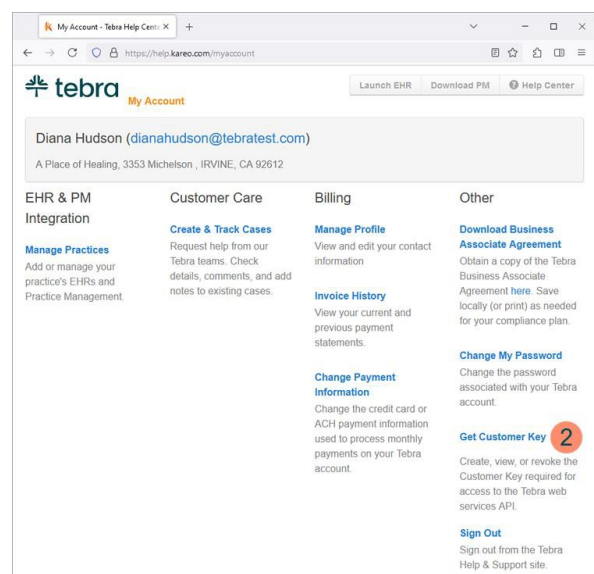 My Account - Tebra Help Cente
https://help.kareo.com/myaccount
tebra
My Account
Launch EHR
Download PM
Help Center
Diana Hudson (dianahudson@tebratest.com)
A Place of Healing, 3353 Michelson , IRVINE, CA 92612
EHR & PM
Integration
Manage Practices
Add or manage your
practice's EHRs and
Practice Management.
Customer Care
Create & Track Cases
Request help from our
Tebra teams. Check
details, comments, and add
notes to existing cases.
Billing
Manage Profile
View and edit your contact
information
Invoice History
View your current and
previous payment
statements.
Change Payment
Information
Change the credit card or
ACH payment information
used to process monthly
payments on your Tebra
account.
Other
Download Business
Associate Agreement
Obtain a copy of the Tebra
Business Associate
Agreement here. Save
locally (or print) as needed
for your compliance plan.
Change My Password
Change the password
associated with your Tebra
account.
Get Customer Key 2
Create, view, or revoke the
Customer Key required for
access to the Tebra web
services API.
Sign Out
Sign out from the Tebra
Help & Support site.